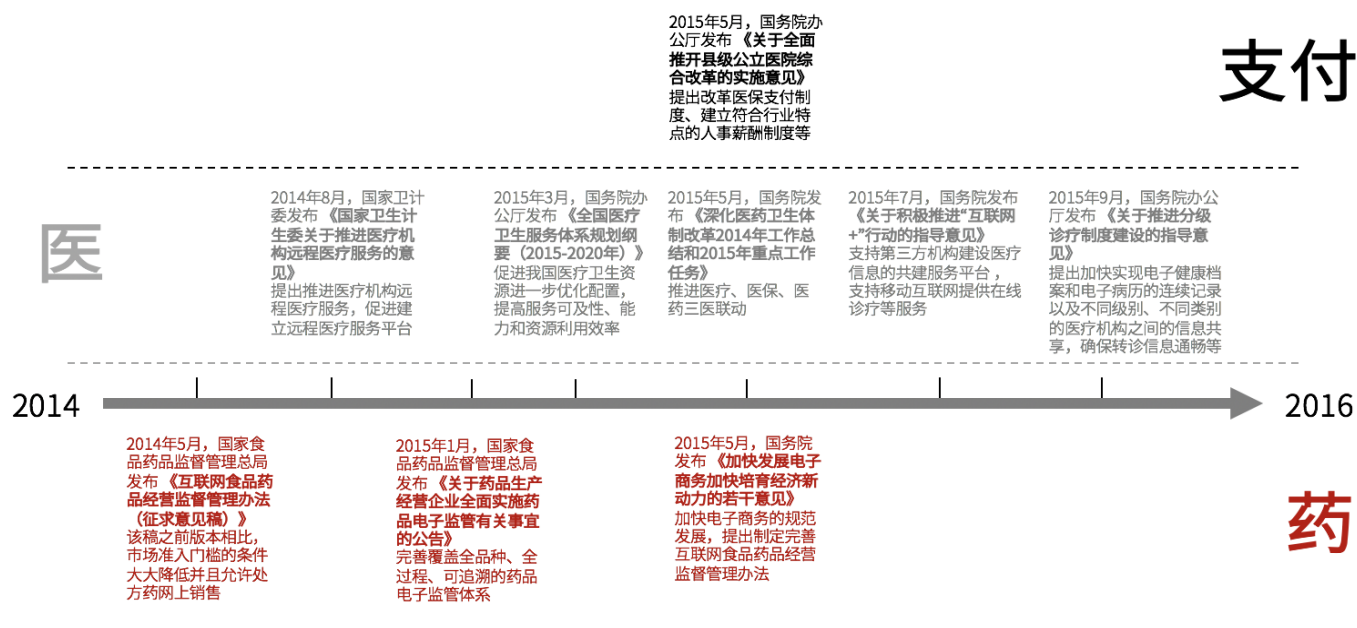 2015年5月，国务院办
公厅发布《关于全面
推开县级公立医院综
合改革的实施意见》
提出改革医保支付制
度、建立符合行业特
点的人事薪酬制度等
支付
医
2014年8月，国家卫计
委发布《国家卫生计
生委关于推进医疗机
构远程医疗服务的意
见》
提出推进医疗机构远
程医疗服务，促进建
立远程医疗服务平台
2015年3月，国务院办
公厅发布《全国医疗
卫生服务体系规划纲
要（2015-2020年）》
促进我国医疗卫生资
源进一步优化配置，
提高服务可及性、能
力和资源利用效率
2015年5月，国务院发
布《深化医药卫生体
制改革2014年工作总
结和2015年重点工作
任务》
推进医疗、医保、医
药三医联动
2015年7月，国务院发布
《关于积极推进“互联网
+”行动的指导意见》
支持第三方机构建设医疗
信息的共建服务平台，
支持移动互联网提供在线
诊疗等服务
2015年9月，国务院办公
厅发布《关于推进分级
诊疗制度建设的指导意
见》
提出加快实现电子健康档
案和电子病历的连续记录
以及不同级别、不同类别
的医疗机构之间的信息共
享，确保转诊信息通畅等
2014
2016
2014年5月，国家食
品药品监督管理总局
发布《互联网食品药
品经营监督管理办法
（征求意见稿）》
该稿之前版本相比，
市场准入门槛的条件
大大降低并且允许处
方药网上销售
2015年1月，国家食
品药品监督管理总局
发布《关于药品生产
经营企业全面实施药
品电子监管有关事宜
的公告》
完善覆盖全品种、全
过程、可追溯的药品
电子监管体系
2015年5月，国务院
发布《加快发展电子
商务加快培育经济新
动力的若干意见》
加快电子商务的规范
发展，提出制定完善
互联网食品药品经营
监督管理办法
药